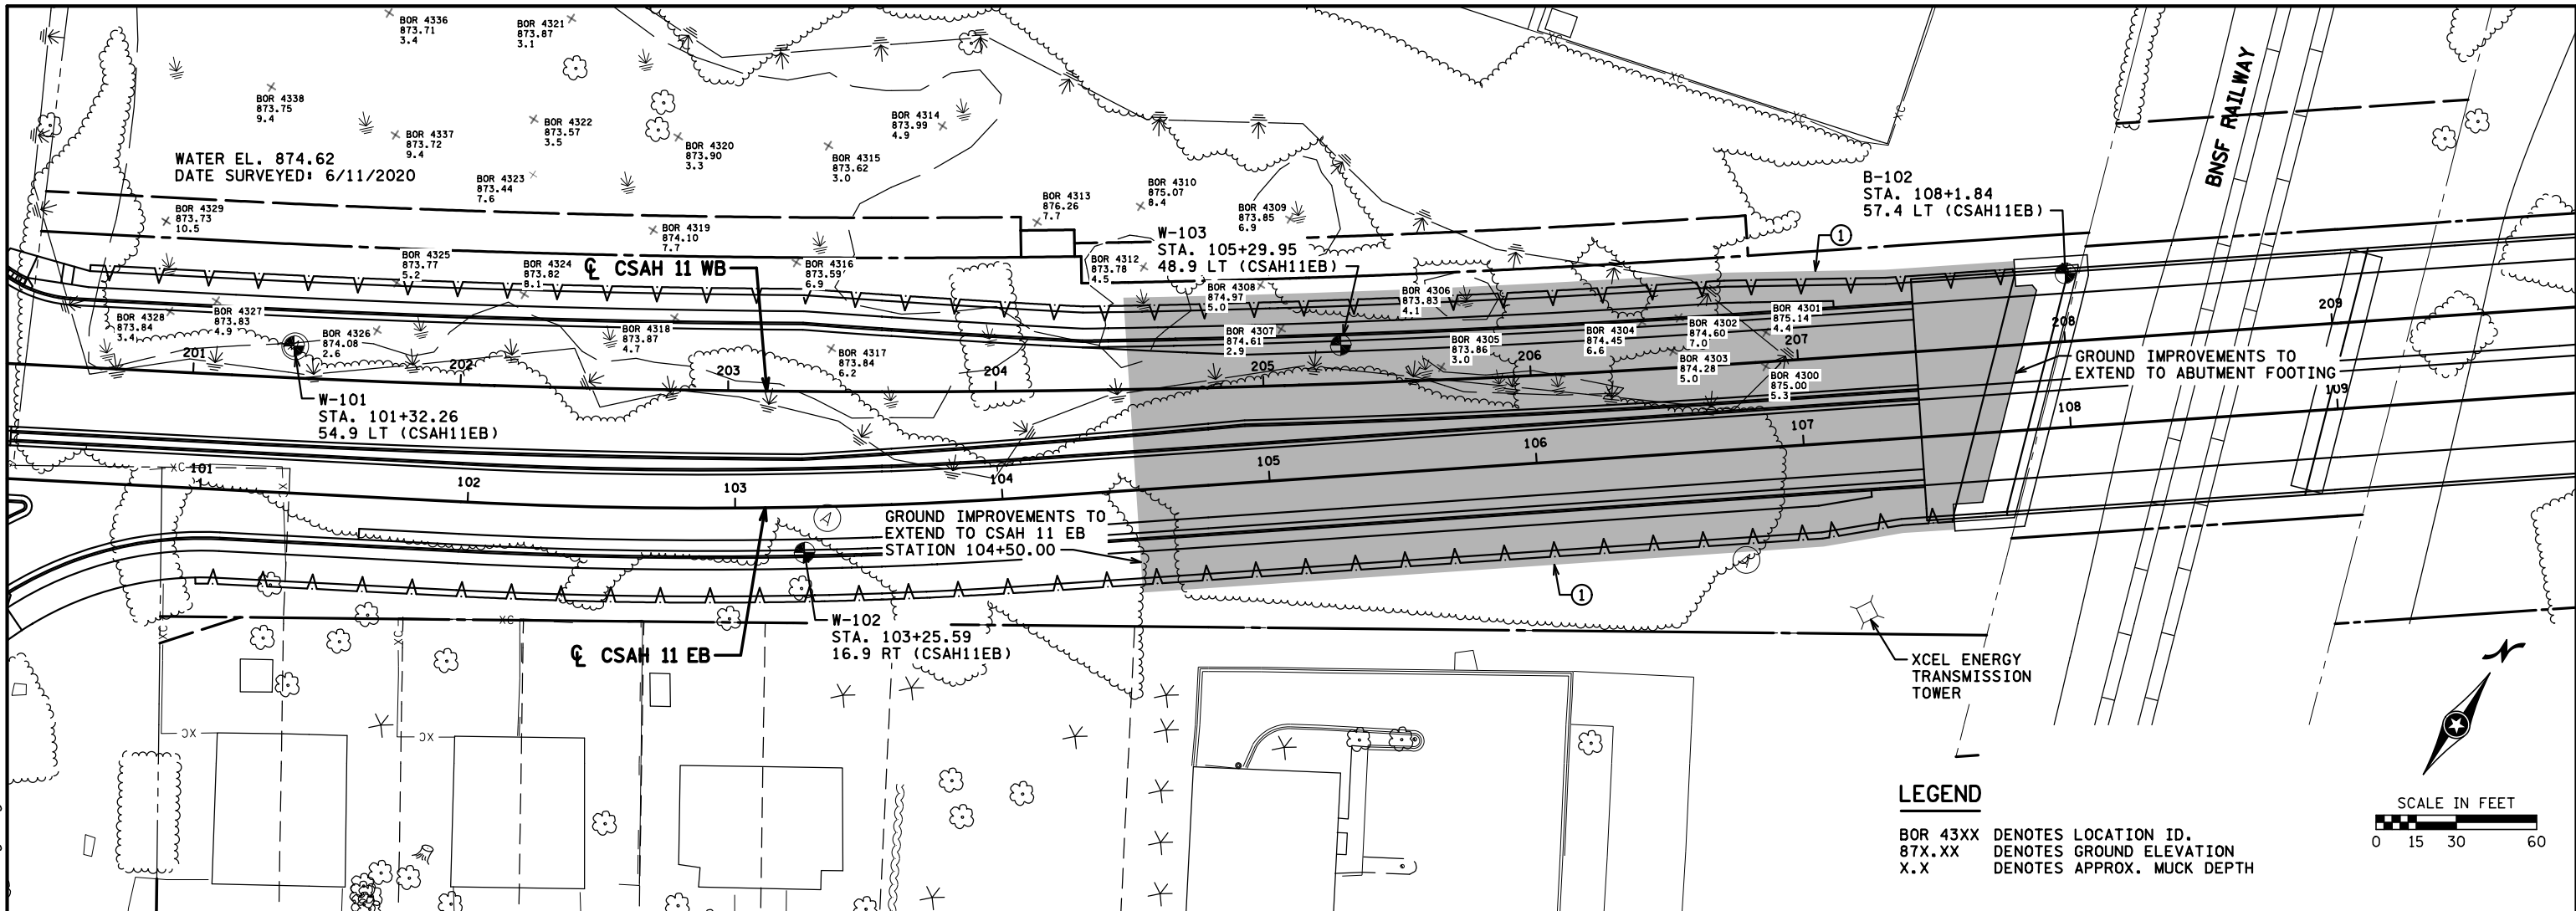 BOR 4336
873.71
3.4
BOR 4321
873.87
3.1
BOR 4338
873.75
9.4
BOR 4337
873.72
9.4
BOR 4322
873.57
3.5
BOR 4320
873.90
3.3
BOR 4314
873.99
4.9
BOR 4315
873.62
3.0
WATER EL. 874.62
DATE SURVEYED: 6/11/2020
BOR 4323
873.44
7.6
BOR 4329
873.73
10.5
BOR 4319
874.10
7.7
BOR 4313
876.26
7.7
BOR 4310
875.07
8.4
BOR 4309
873.85
6.9
W-103
STA. 105+29.95
48.9 LT (CSAH11EB)
B-102
STA. 108+1.84
57.4 LT (CSAH11EB)
BNSF RAILWAY
1
BOR 4325
873.77
5.2
BOR 4324
873.82
8.1
℄ CSAH 11 WB
BOR 4316
873.59
6.9
BOR 4312
873.78
4.5
BOR 4308
874.97
5.0
BOR 4306
873.83
4.1
BOR 4328
873.84
3.4
BOR 4327
873.83
4.9
BOR 4326
874.08
2.6
BOR 4318
873.87
4.7
BOR 4317
873.84
6.2
BOR 4307
874.61
2.9
BOR 4305
873.86
3.0
BOR 4304
874.45
6.6
BOR 4302
874.60
7.0
BOR 4301
875.14
4.4
BOR 4303
874.28
5.0
BOR 4300
875.00
5.3
201
202
203
204
205
206
207
208
209
GROUND IMPROVEMENTS TO
EXTEND TO ABUTMENT FOOTING
W-101
STA. 101+32.26
54.9 LT (CSAH11EB)
XC
101
102
103
104
105
106
107
108
109
A
GROUND IMPROVEMENTS TO
EXTEND TO CSAH 11 EB
STATION 104+50.00
A
1
W-102
STA. 103+25.59
16.9 RT (CSAH11EB)
℄ CSAH 11 EB
XC
XC
XC
XC
XC
XC
XC
XC
XC
XC
XCEL ENERGY
TRANSMISSION
TOWER
N
LEGEND
BOR 43XX DENOTES LOCATION ID.
87X.XX DENOTES GROUND ELEVATION
X.X DENOTES APPROX. MUCK DEPTH
SCALE IN FEET
0 15 30 60